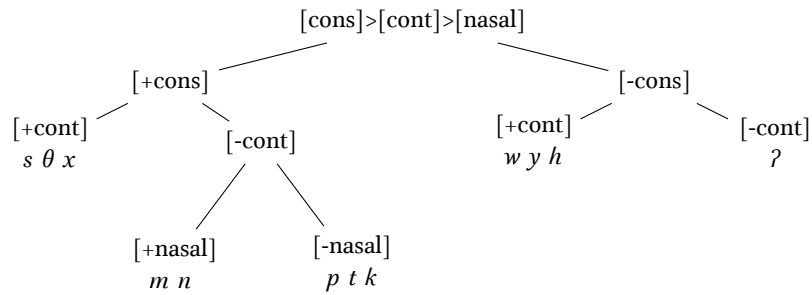 [cons]>[cont]>[nasal]
[+cons] [-cons]
[+cont] [-cont] [+cont] [-cont]
s θ x w y h ʔ
[+nasal] [-nasal]
m n p t k